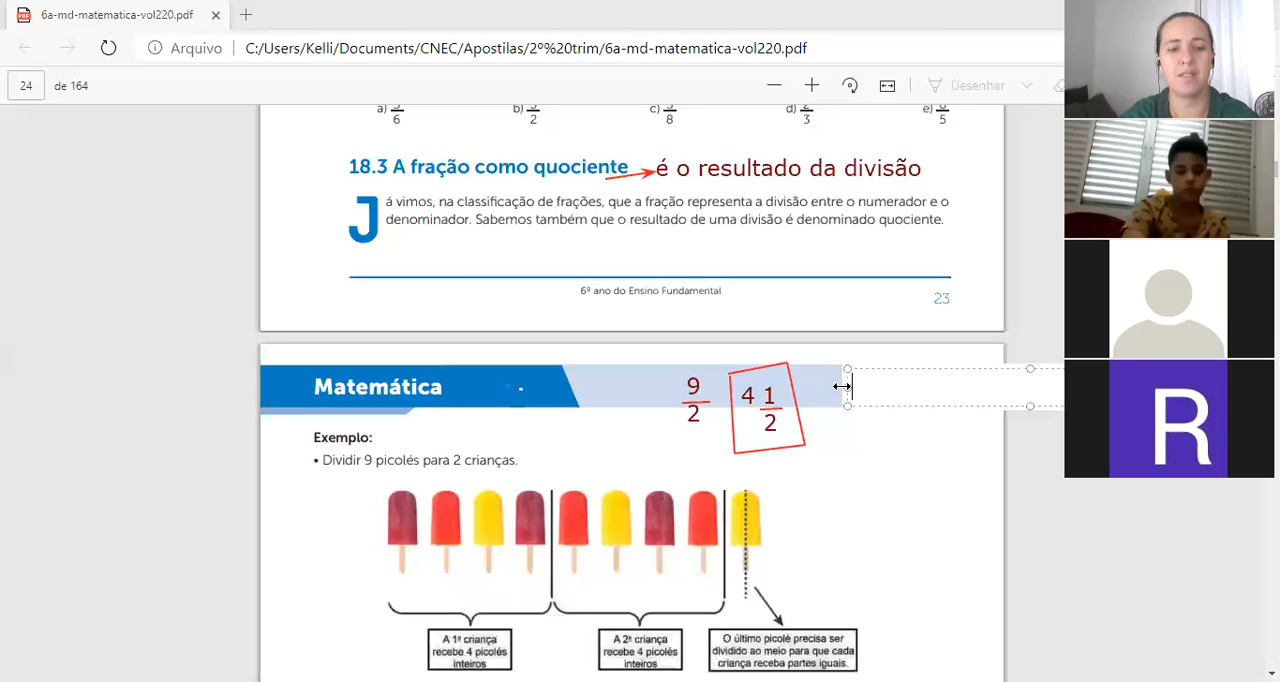 6a-md-matematica-vol220.pdf
Arquivo C:/Users/Kelli/Documents/CNEC/Apostilas/2º%20trim/6a-md-matematica-vol220.pdf
24 de 164 Desenhar
a) 6 b) 2 c) 8 d) 3 e) 5
18.3 A fração como quociente é o resultado da divisão
Já vimos, na classificação de frações, que a fração representa a divisão entre o numerador e o
denominador. Sabemos também que o resultado de uma divisão é denominado quociente.
6º ano do Ensino Fundamental
23
Matemática
9/2 4 1/2
Exemplo:
• Dividir 9 picolés para 2 crianças.
A 1ª criança
recebe 4 picolés
inteiros
A 2ª criança
recebe 4 picolés
inteiros
O último picolé precisa ser
dividido ao meio para que cada
criança receba partes iguais.
R